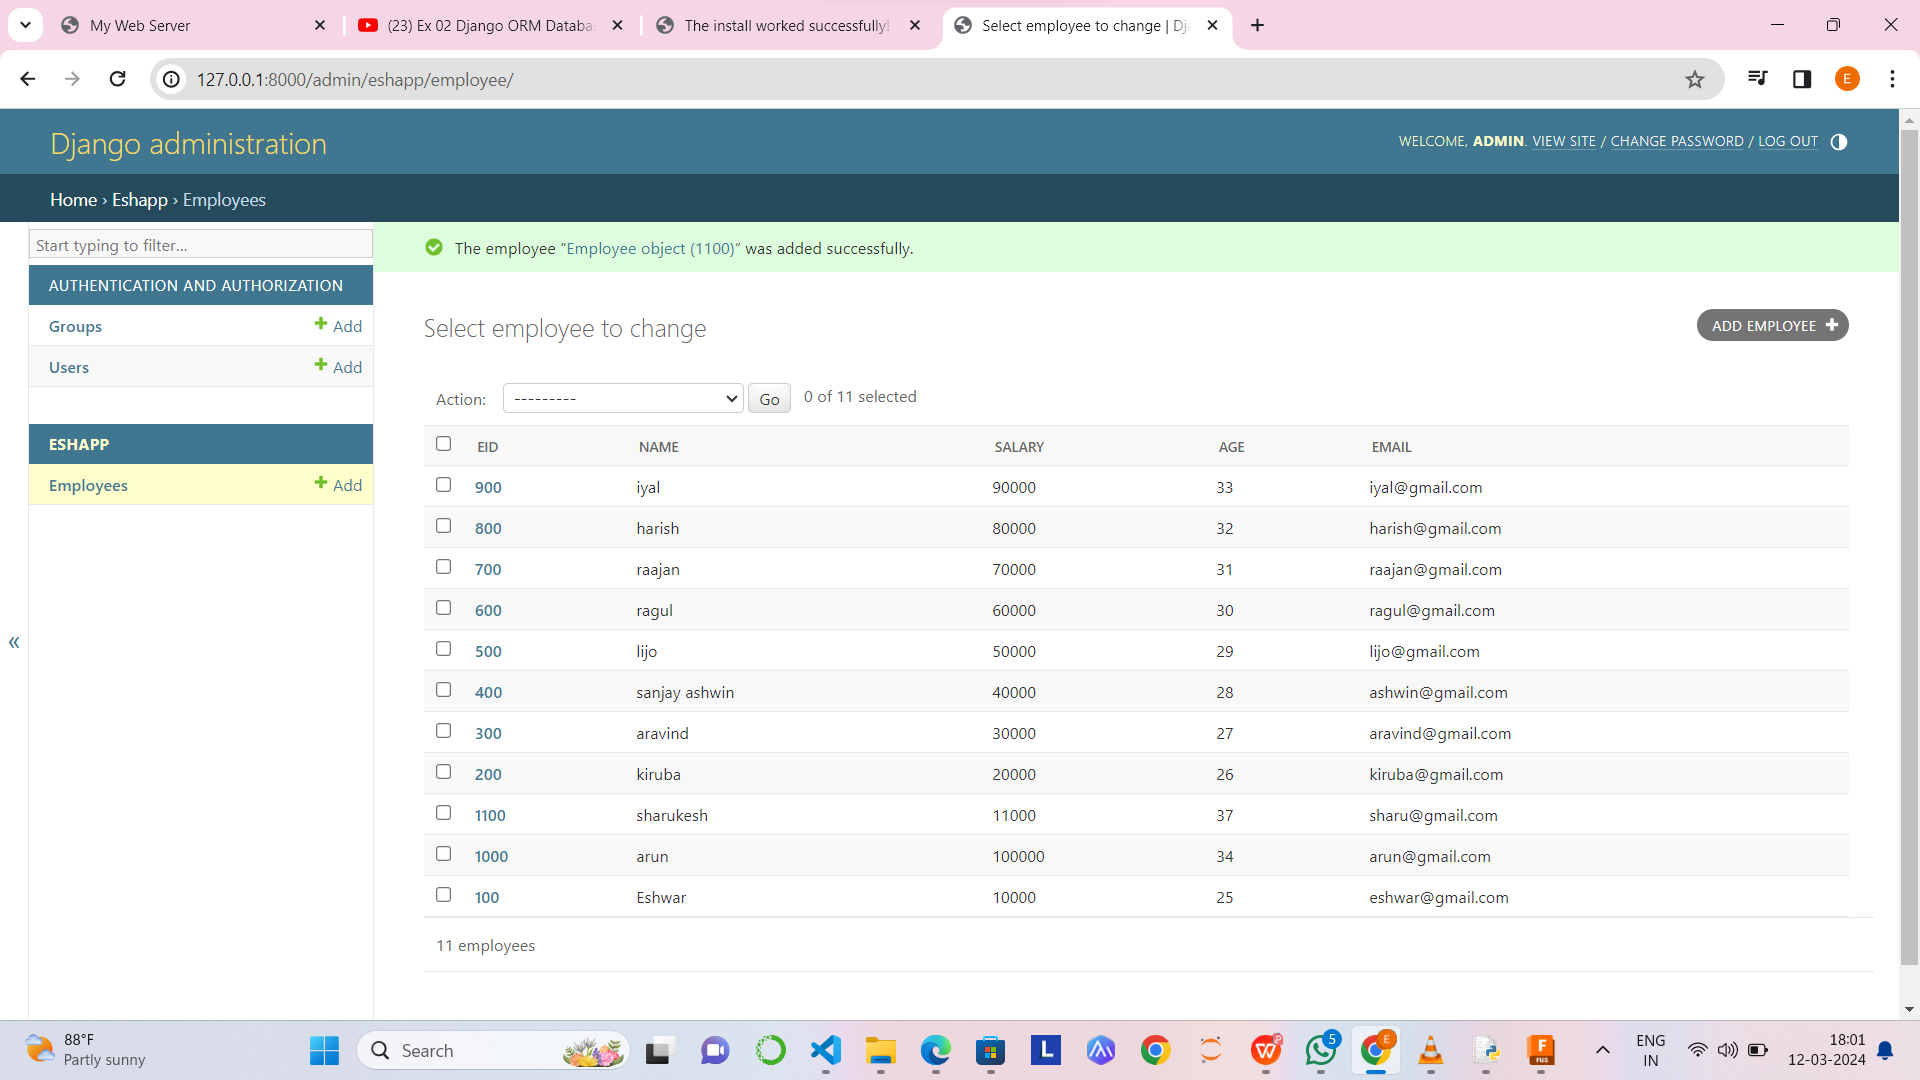 My Web Server
(23) Ex 02 Django ORM Databas
The install worked successfully!
Select employee to change | Dja
127.0.0.1:8000/admin/eshapp/employee/
E
Django administration
WELCOME, ADMIN. VIEW SITE / CHANGE PASSWORD / LOG OUT
Home › Eshapp › Employees
Start typing to filter...
AUTHENTICATION AND AUTHORIZATION
Groups + Add
Users + Add
ESHAPP
Employees + Add
«
The employee “Employee object (1100)” was added successfully.
Select employee to change
ADD EMPLOYEE +
Action: --------- Go 0 of 11 selected
EID NAME SALARY AGE EMAIL
900 iyal 90000 33 iyal@gmail.com
800 harish 80000 32 harish@gmail.com
700 raajan 70000 31 raajan@gmail.com
600 ragul 60000 30 ragul@gmail.com
500 lijo 50000 29 lijo@gmail.com
400 sanjay ashwin 40000 28 ashwin@gmail.com
300 aravind 30000 27 aravind@gmail.com
200 kiruba 20000 26 kiruba@gmail.com
1100 sharukesh 11000 37 sharu@gmail.com
1000 arun 100000 34 arun@gmail.com
100 Eshwar 10000 25 eshwar@gmail.com
11 employees
88°F
Partly sunny
Search
L
W
5
E
F
FUS
ENG
IN
18:01
12-03-2024